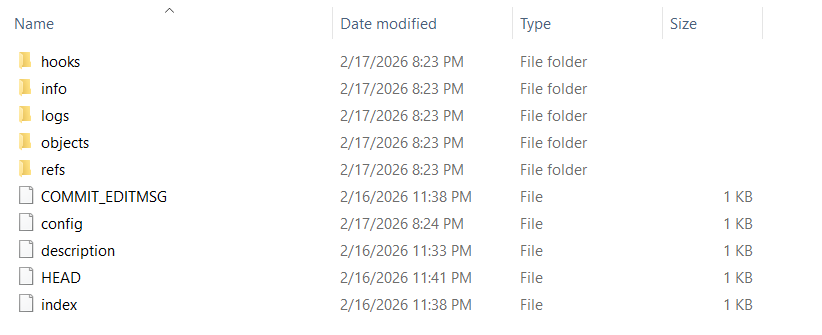 Name Date modified Type Size
hooks 2/17/2026 8:23 PM File folder
info 2/17/2026 8:23 PM File folder
logs 2/17/2026 8:23 PM File folder
objects 2/17/2026 8:23 PM File folder
refs 2/17/2026 8:23 PM File folder
COMMIT_EDITMSG 2/16/2026 11:38 PM File 1 KB
config 2/17/2026 8:24 PM File 1 KB
description 2/16/2026 11:33 PM File 1 KB
HEAD 2/16/2026 11:41 PM File 1 KB
index 2/16/2026 11:38 PM File 1 KB